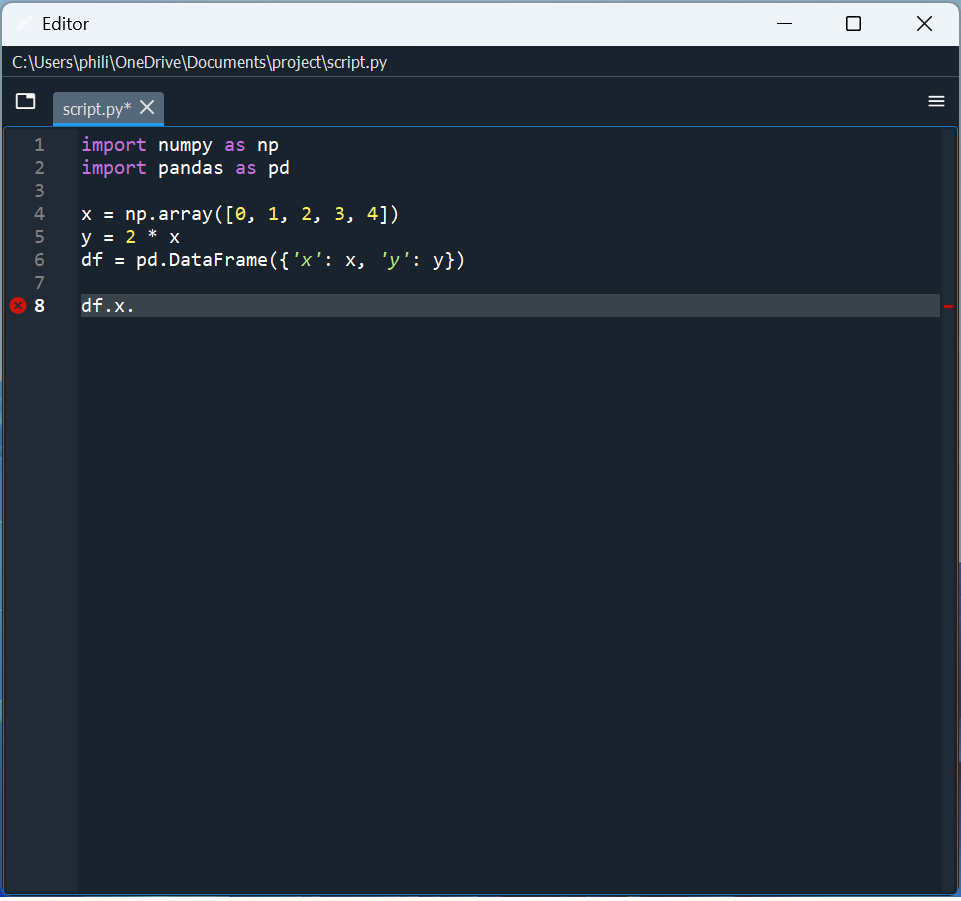 Editor
C:\Users\phili\OneDrive\Documents\project\script.py
script.py*
1 import numpy as np
2 import pandas as pd
3
4 x = np.array([0, 1, 2, 3, 4])
5 y = 2 * x
6 df = pd.DataFrame({'x': x, 'y': y})
7
8 df.x.